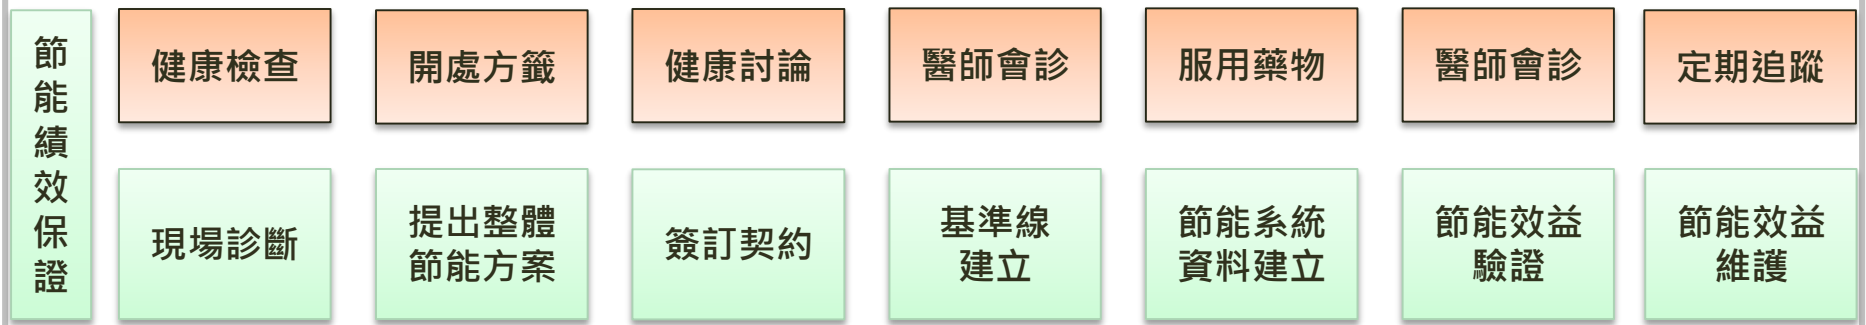 節能績效保證
健康檢查
開處方籤
健康討論
醫師會診
服用藥物
醫師會診
定期追蹤
現場診斷
提出整體
節能方案
簽訂契約
基準線
建立
節能系統
資料建立
節能效益
驗證
節能效益
維護